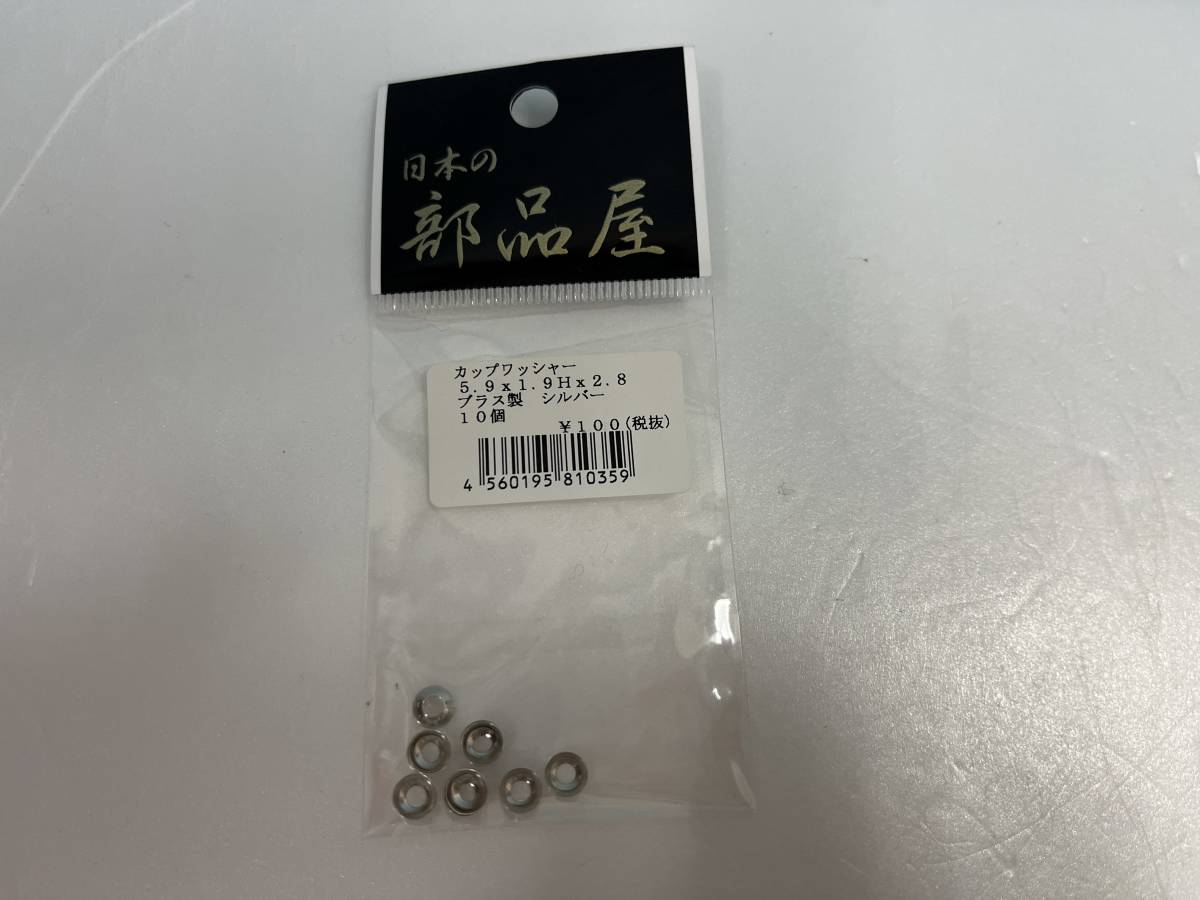 日本の
部品屋
カップワッシャー
５.９ｘ１.９Ｈｘ２.８
ブラス製　シルバー
１０個
￥１００(税抜)
4 560195 810359